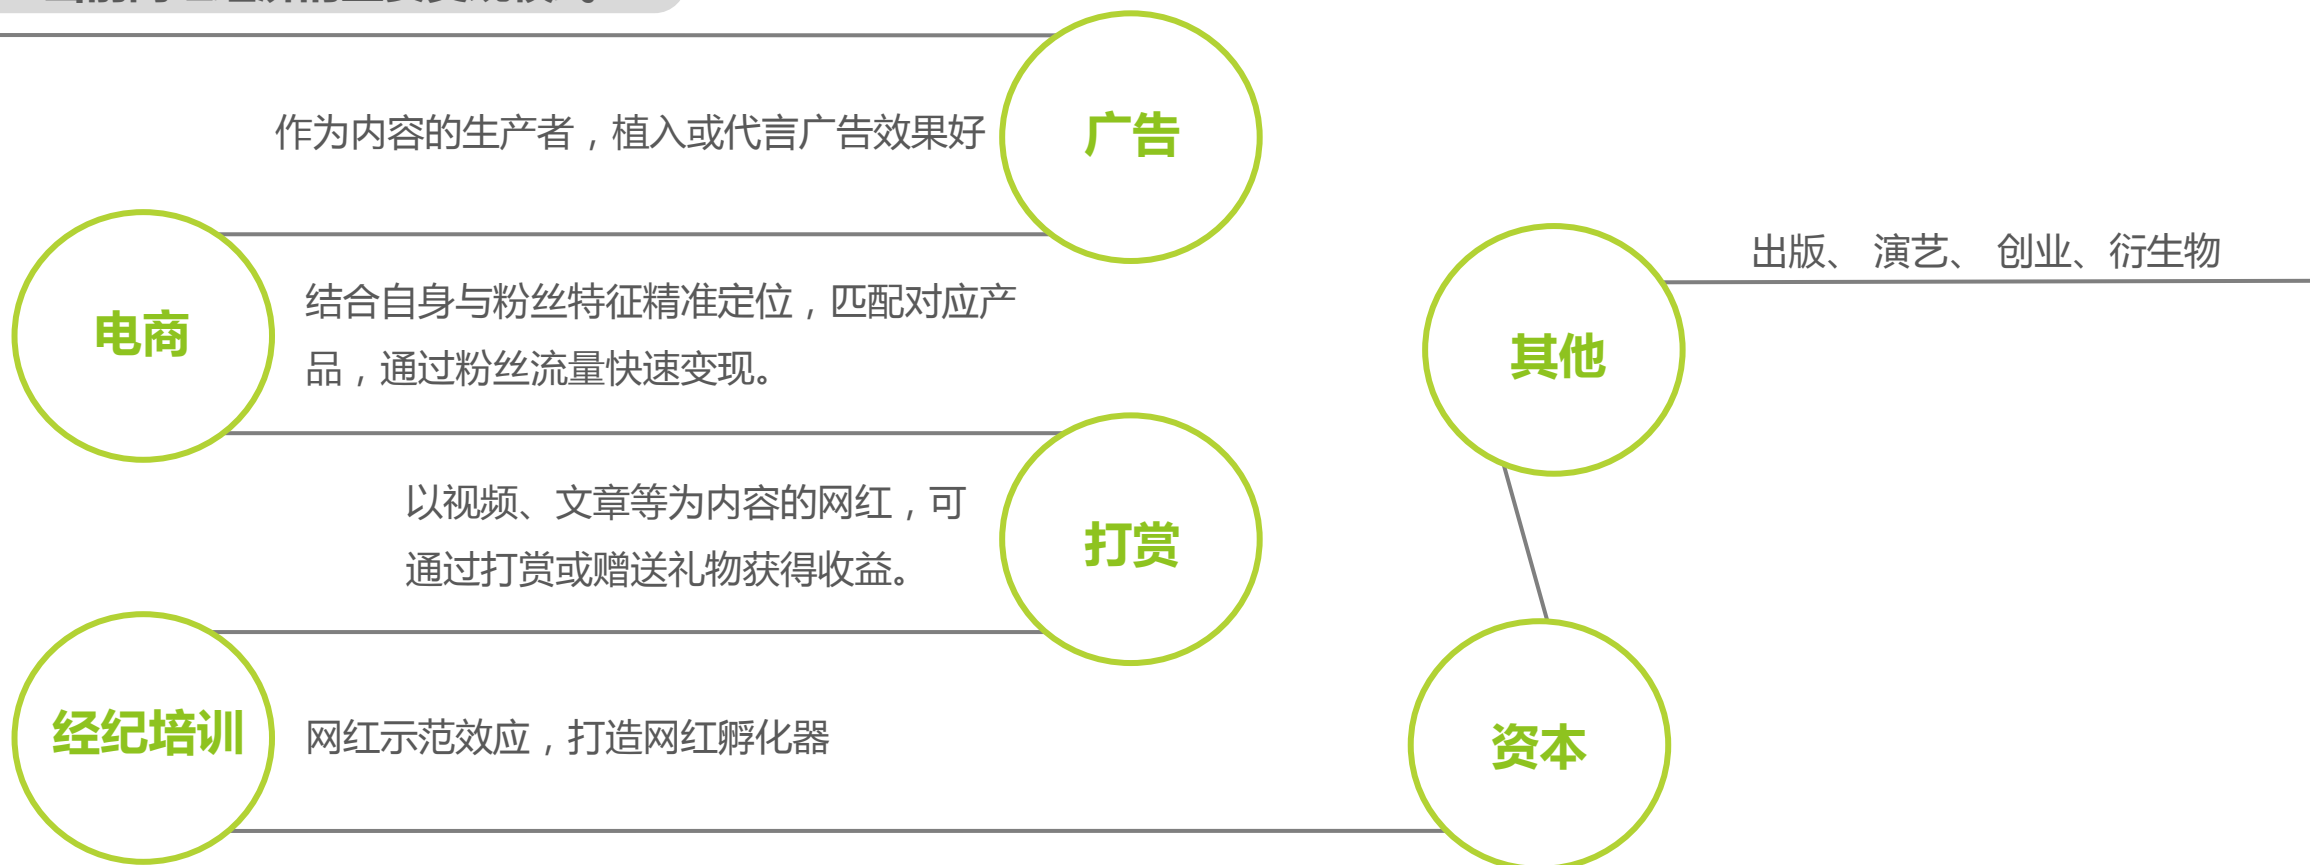 作为内容的生产者，植入或代言广告效果好
广告
电商
结合自身与粉丝特征精准定位，匹配对应产
品，通过粉丝流量快速变现。
以视频、文章等为内容的网红，可
通过打赏或赠送礼物获得收益。
打赏
经纪培训
网红示范效应，打造网红孵化器
资本
其他
出版、 演艺、 创业、衍生物